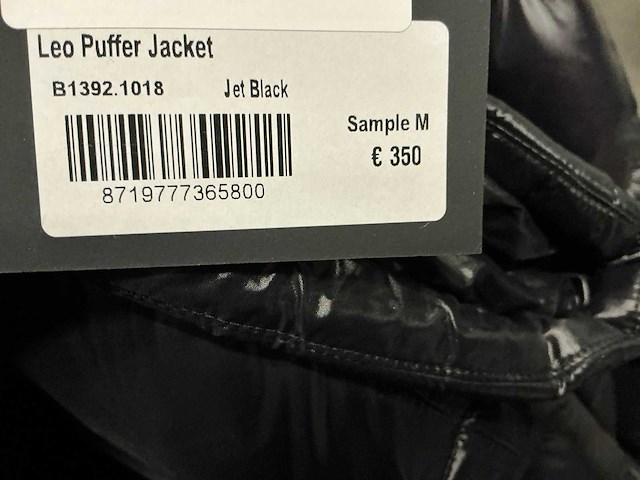 Leo Puffer Jacket
B1392.1018 Jet Black
Sample M
€ 350
8719777365800